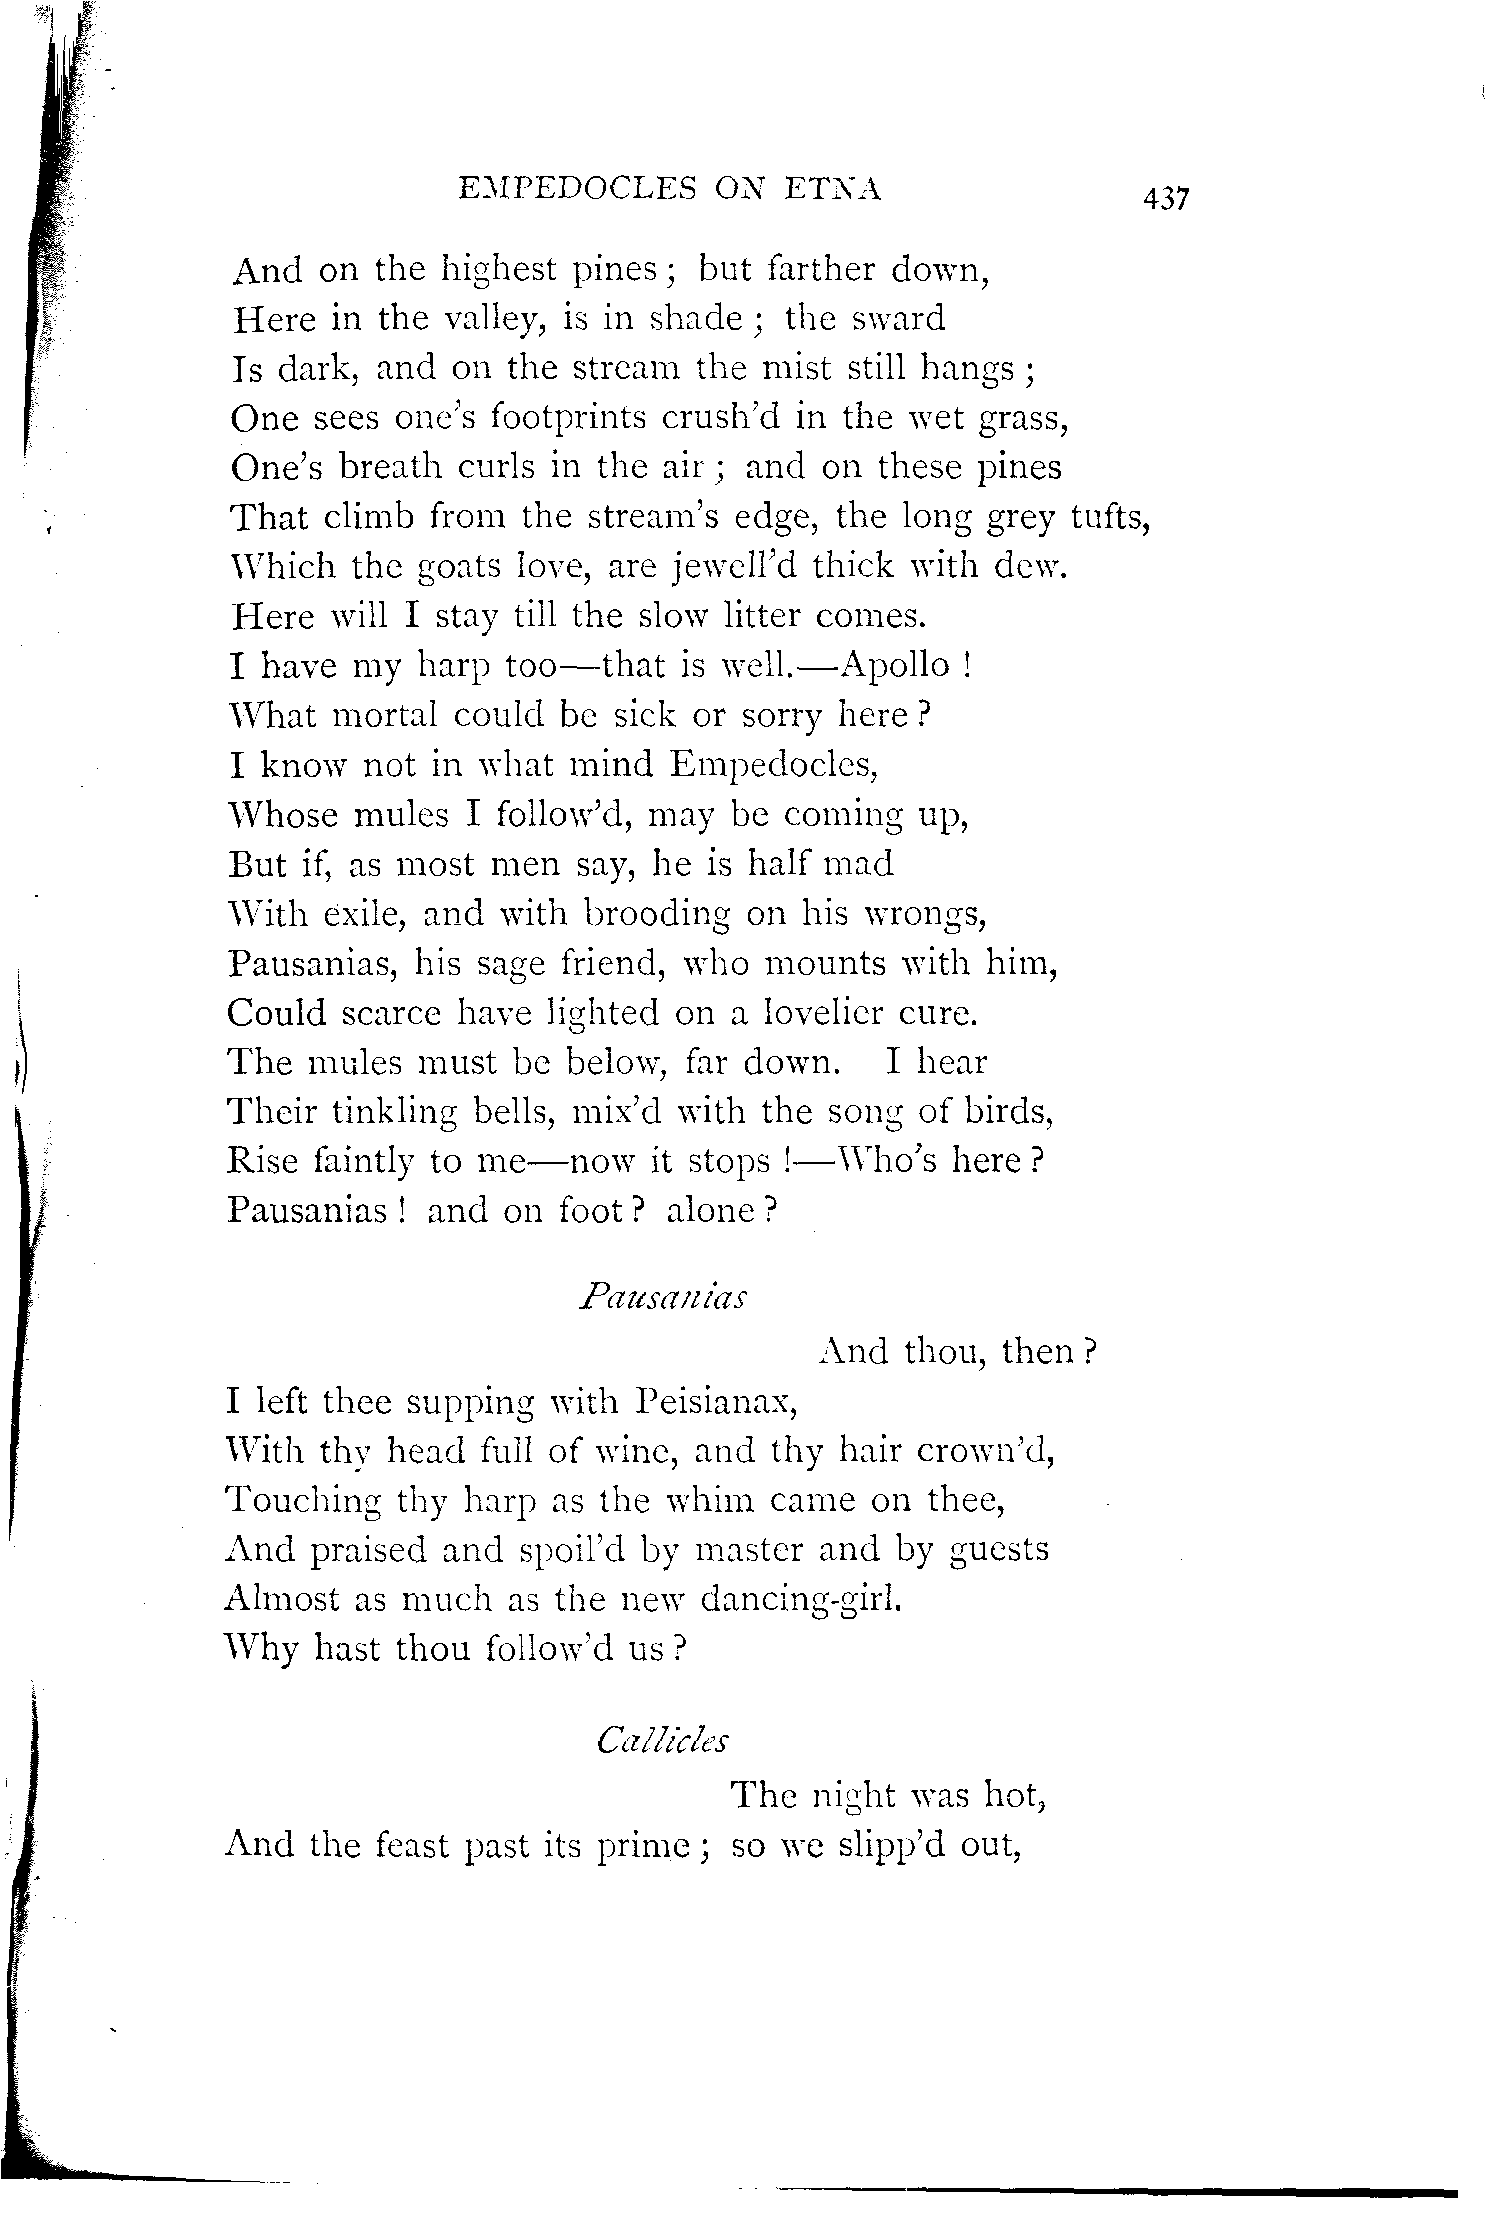 EMPEDOCLES ON ETNA 437
And on the highest pines; but farther down,
Here in the valley, is in shade; the sward
Is dark, and on the stream the mist still hangs;
One sees one's footprints crush'd in the wet grass,
One's breath curls in the air; and on these pines
That climb from the stream's edge, the long grey tufts,
Which the goats love, are jewell'd thick with dew.
Here will I stay till the slow litter comes.
I have my harp too—that is well.—Apollo!
What mortal could be sick or sorry here?
I know not in what mind Empedocles,
Whose mules I follow'd, may be coming up,
But if, as most men say, he is half mad
With exile, and with brooding on his wrongs,
Pausanias, his sage friend, who mounts with him,
Could scarce have lighted on a lovelier cure.
The mules must be below, far down. I hear
Their tinkling bells, mix'd with the song of birds,
Rise faintly to me—now it stops!—Who's here?
Pausanias! and on foot? alone?
Pausanias
And thou, then?
I left thee supping with Peisianax,
With thy head full of wine, and thy hair crown'd,
Touching thy harp as the whim came on thee,
And praised and spoil'd by master and by guests
Almost as much as the new dancing-girl.
Why hast thou follow'd us?
Callicles
The night was hot,
And the feast past its prime; so we slipp'd out,